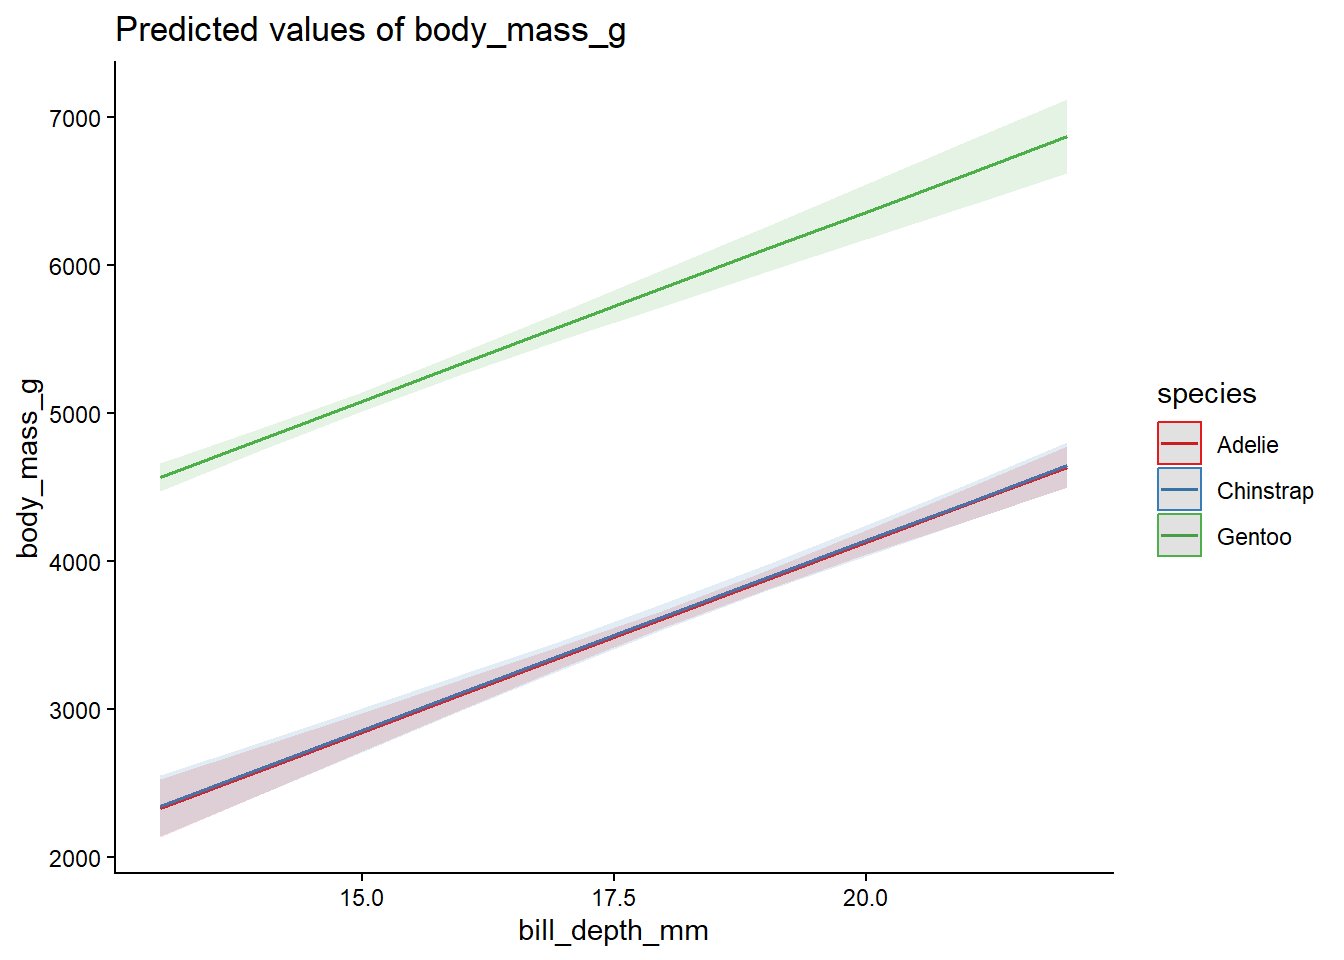 Predicted values of body_mass_g
7000
6000
5000
4000
3000
2000
body_mass_g
15.0
17.5
20.0
bill_depth_mm
species
Adelie
Chinstrap
Gentoo